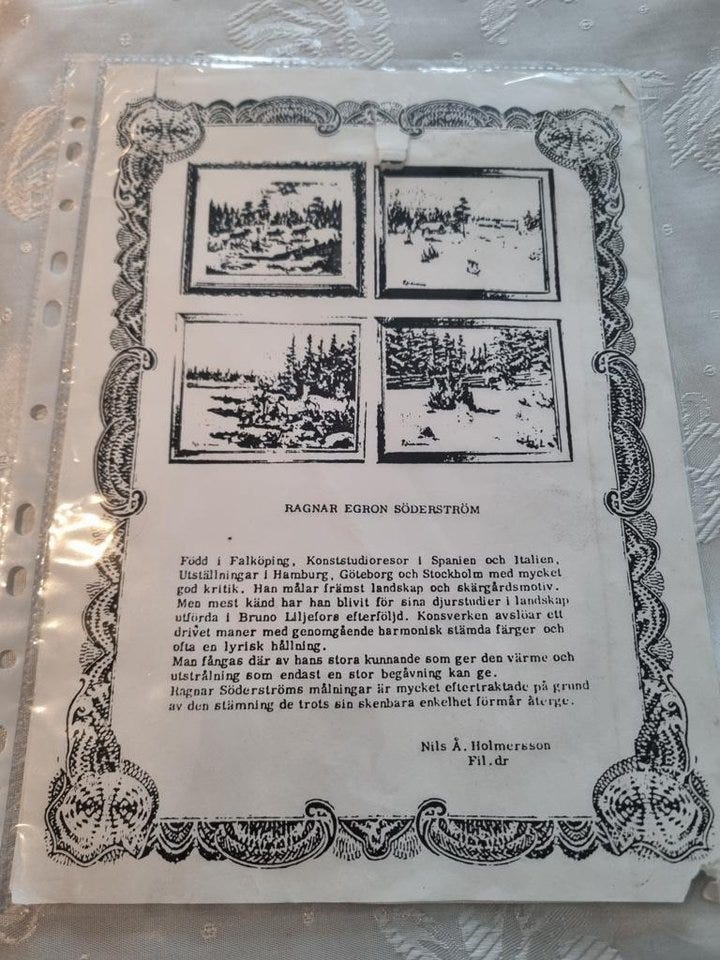 RAGNAR EGRON SÖDERSTRÖM
Född i Falköping, Konststudioresor i Spanien och Italien,
Utställningar i Hamburg, Göteborg och Stockholm med mycket
god kritik. Han målar främst landskap och skärgårdsmotiv.
Men mest känd har han blivit för sina djurstudier i landskap
utförda i Bruno Liljefors efterföljd. Konsverken avslöar ett
drivet maner med genomgående harmonisk stämda färger och
ofta en lyrisk hållning.
Man fångas där av hans stora kunnande som ger den värme och
utstrålning som endast en stor begåvning kan ge.
Ragnar Söderströms målningar är mycket eftertraktade på grund
av den stämning de trots sin skenbara enkelhet förmår återge.
Nils Å. Holmersson
Fil.dr